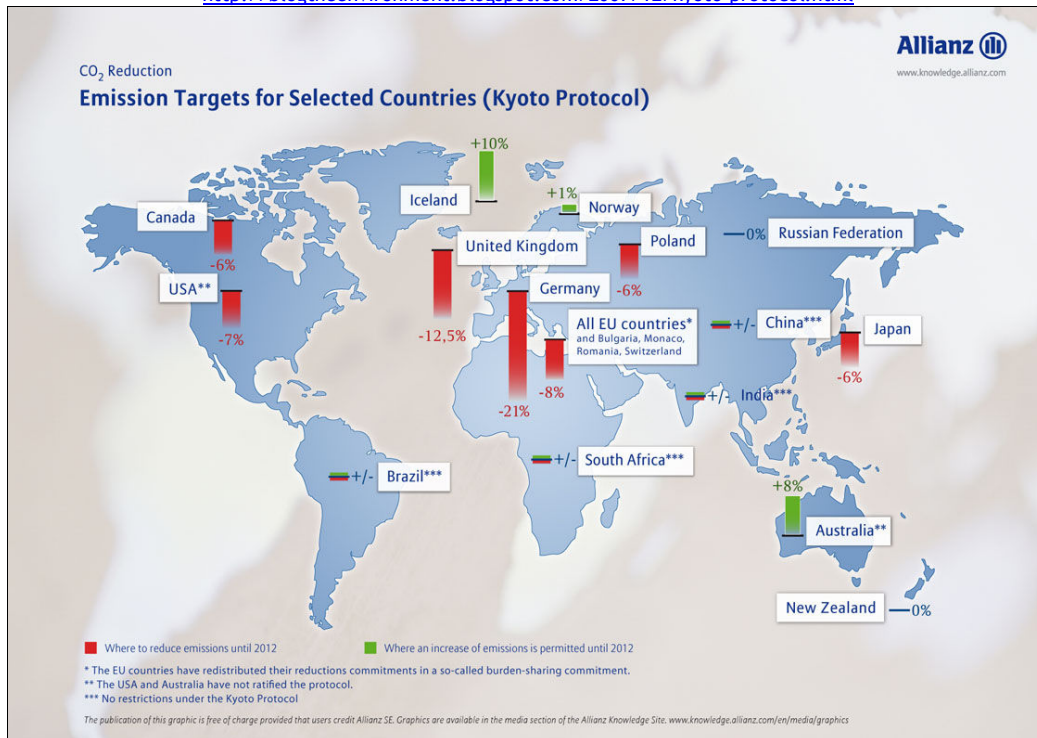 Allianz
www.knowledge.allianz.com
CO₂ Reduction
Emission Targets for Selected Countries (Kyoto Protocol)
+10%
Iceland
+1%
Norway
Canada
-6%
United Kingdom
-12,5%
Poland
-6%
0% Russian Federation
USA**
-7%
Germany
-21%
All EU countries*
and Bulgaria, Monaco,
Romania, Switzerland
-8%
+/- China***
Japan
-6%
+/- India***
+/- Brazil***
+/- South Africa***
+8%
Australia**
New Zealand 0%
Where to reduce emissions until 2012
Where an increase of emissions is permitted until 2012
* The EU countries have redistributed their reductions commitments in a so-called burden-sharing commitment.
** The USA and Australia have not ratified the protocol.
*** No restrictions under the Kyoto Protocol
The publication of this graphic is free of charge provided that users credit Allianz SE. Graphics are available in the media section of the Allianz Knowledge Site. www.knowledge.allianz.com/en/media/graphics